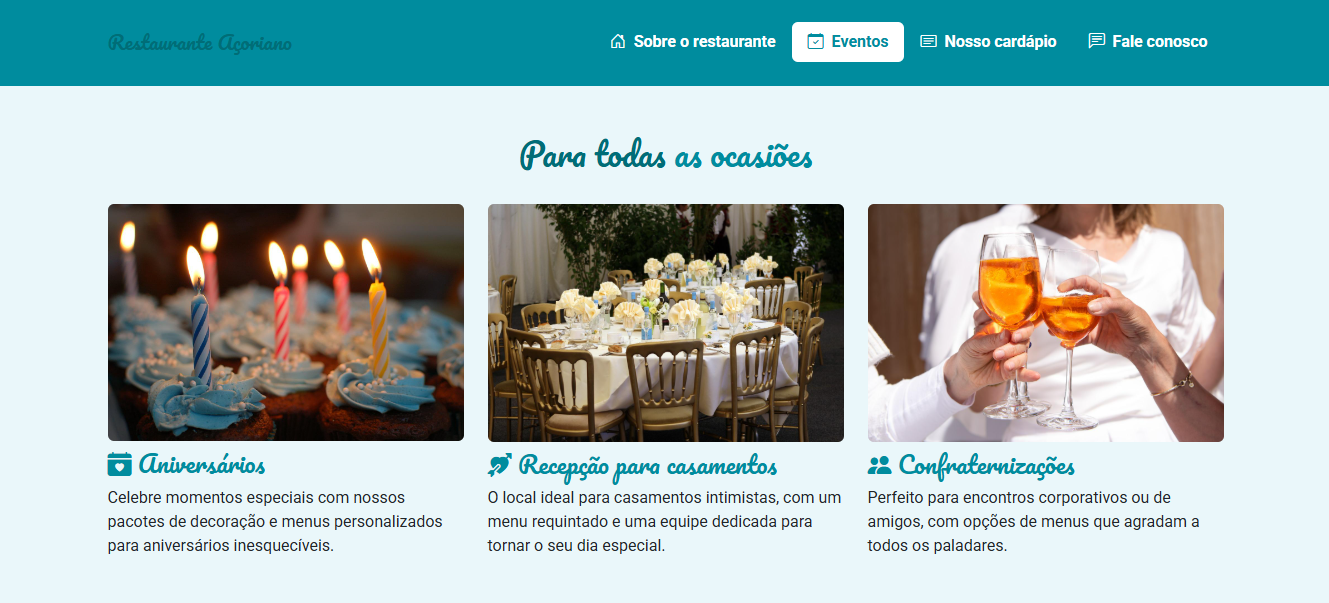 Restaurante Açoriano
Sobre o restaurante
Eventos
Nosso cardápio
Fale conosco
Para todas as ocasiões
Aniversários
Celebre momentos especiais com nossos
pacotes de decoração e menus personalizados
para aniversários inesquecíveis.
Recepção para casamentos
O local ideal para casamentos intimistas, com um
menu requintado e uma equipe dedicada para
tornar o seu dia especial.
Confraternizações
Perfeito para encontros corporativos ou de
amigos, com opções de menus que agradam a
todos os paladares.